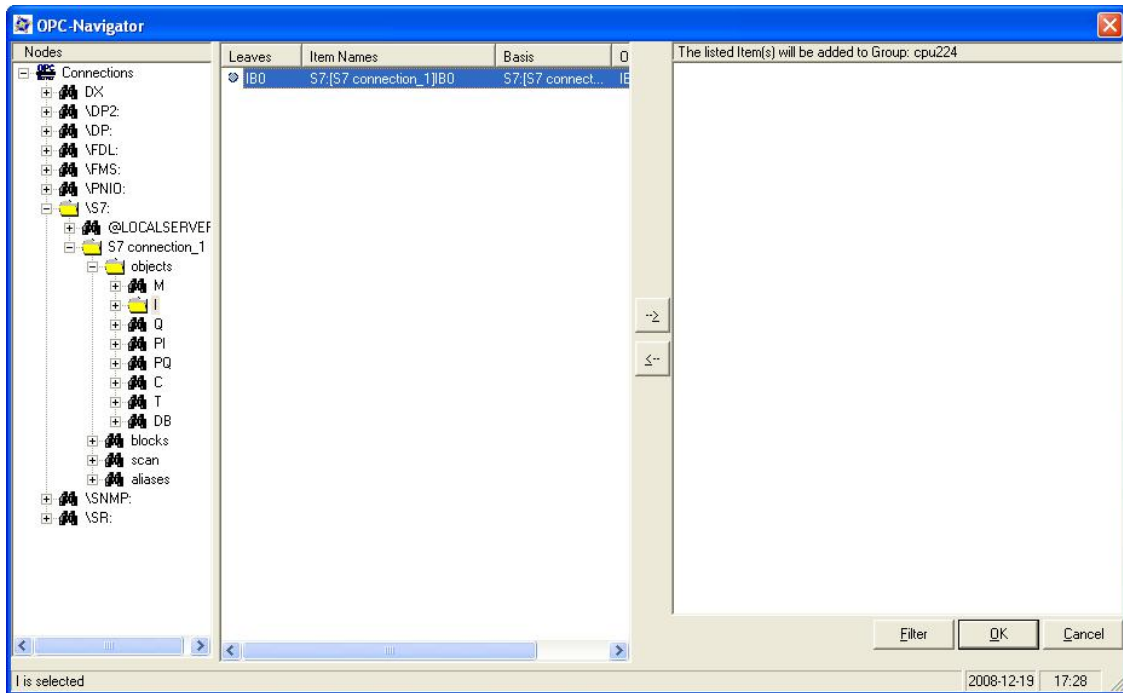 OPC-Navigator
Nodes
Connections
DX
\DP2:
\DP:
\FDL:
\FMS:
\PNIO:
\S7:
@LOCALSERVER
S7 connection_1
objects
M
I
Q
PI
PQ
C
T
DB
blocks
scan
aliases
\SNMP:
\SR:
Leaves Item Names Basis O
IB0 S7:[S7 connection_1]IB0 S7:[S7 connect... IE
The listed Item(s) will be added to Group: cpu224
-->
<--
Filter OK Cancel
I is selected 2008-12-19 17:28